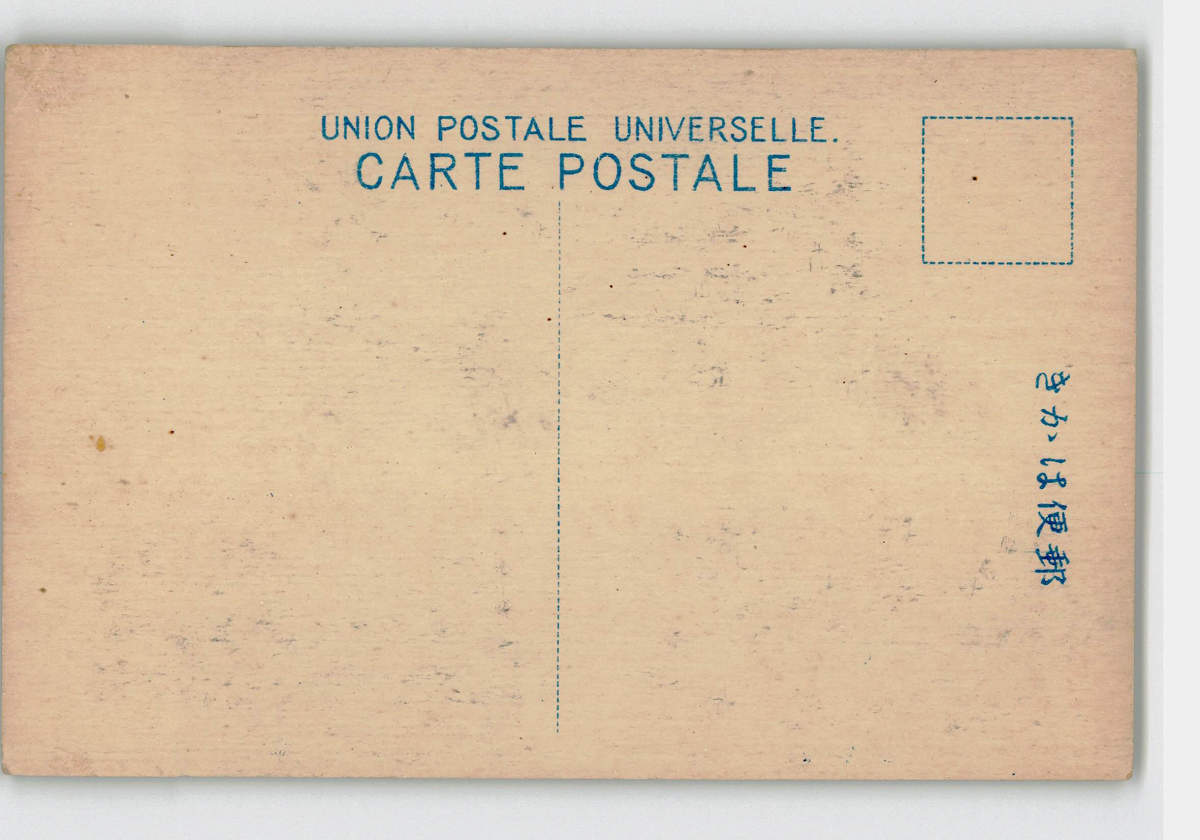 UNION POSTALE UNIVERSELLE.
CARTE POSTALE
きかは便郵